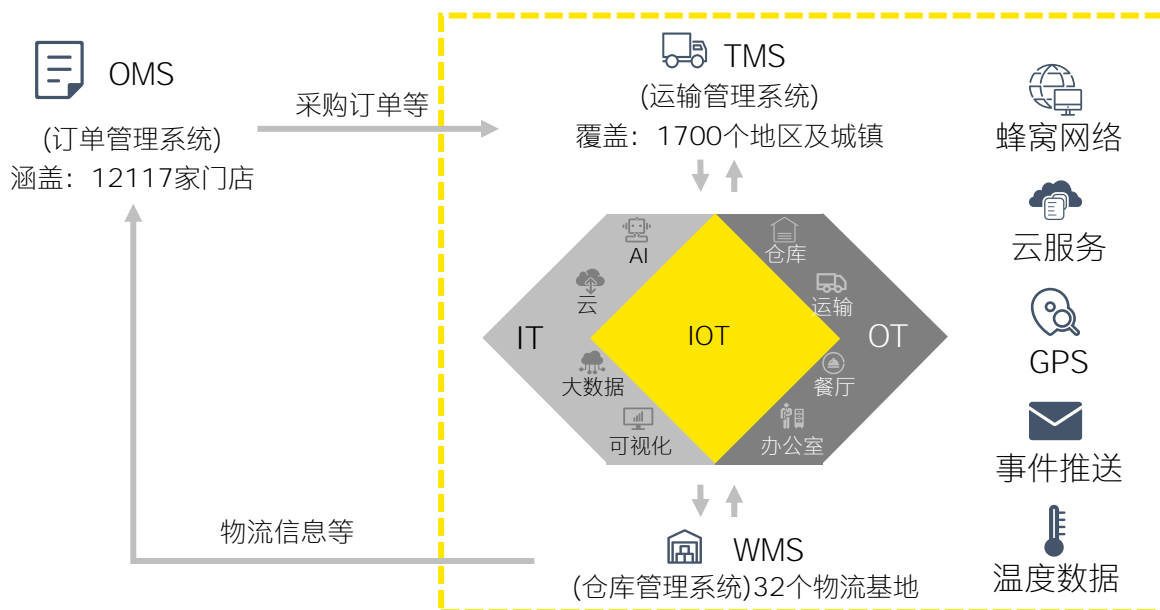 OMS
(订单管理系统)
涵盖：12117家门店
采购订单等
TMS
(运输管理系统)
覆盖：1700个地区及城镇
AI
云
IT
大数据
可视化
IOT
仓库
运输
OT
餐厅
办公室
物流信息等
WMS
(仓库管理系统)32个物流基地
蜂窝网络
云服务
GPS
事件推送
温度数据